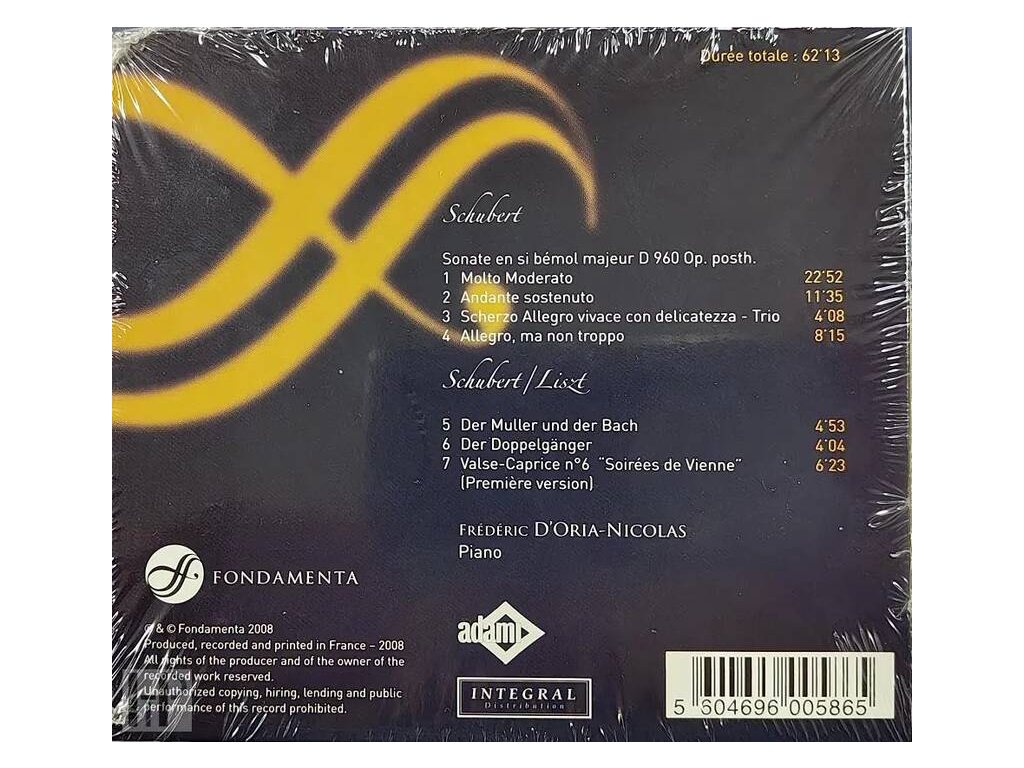 Durée totale : 62'13
Schubert
Sonate en si bémol majeur D 960 Op. posth.
1 Molto Moderato 22'52
2 Andante sostenuto 11'35
3 Scherzo Allegro vivace con delicatezza - Trio 4'08
4 Allegro, ma non troppo 8'15
Schubert/Liszt
5 Der Muller und der Bach 4'53
6 Der Doppelgänger 4'04
7 Valse-Caprice n°6 "Soirées de Vienne" 6'23
(Première version)
Frédéric D'Oria-Nicolas
Piano
FONDAMENTA
℗ & © Fondamenta 2008
Produced, recorded and printed in France – 2008
All rights of the producer and of the owner of the
recorded work reserved.
Unauthorized copying, hiring, lending and public
performance of this record prohibited.
adami
INTEGRAL
Distribution
5 604696 005865